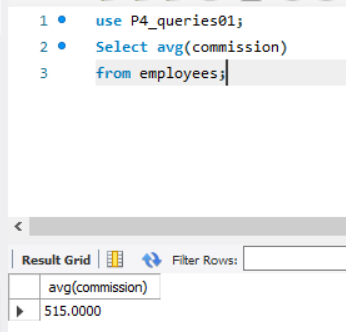 1 use P4_queries01;
2 Select avg(commission)
3 from employees;
Result Grid Filter Rows:
avg(commission)
515.0000